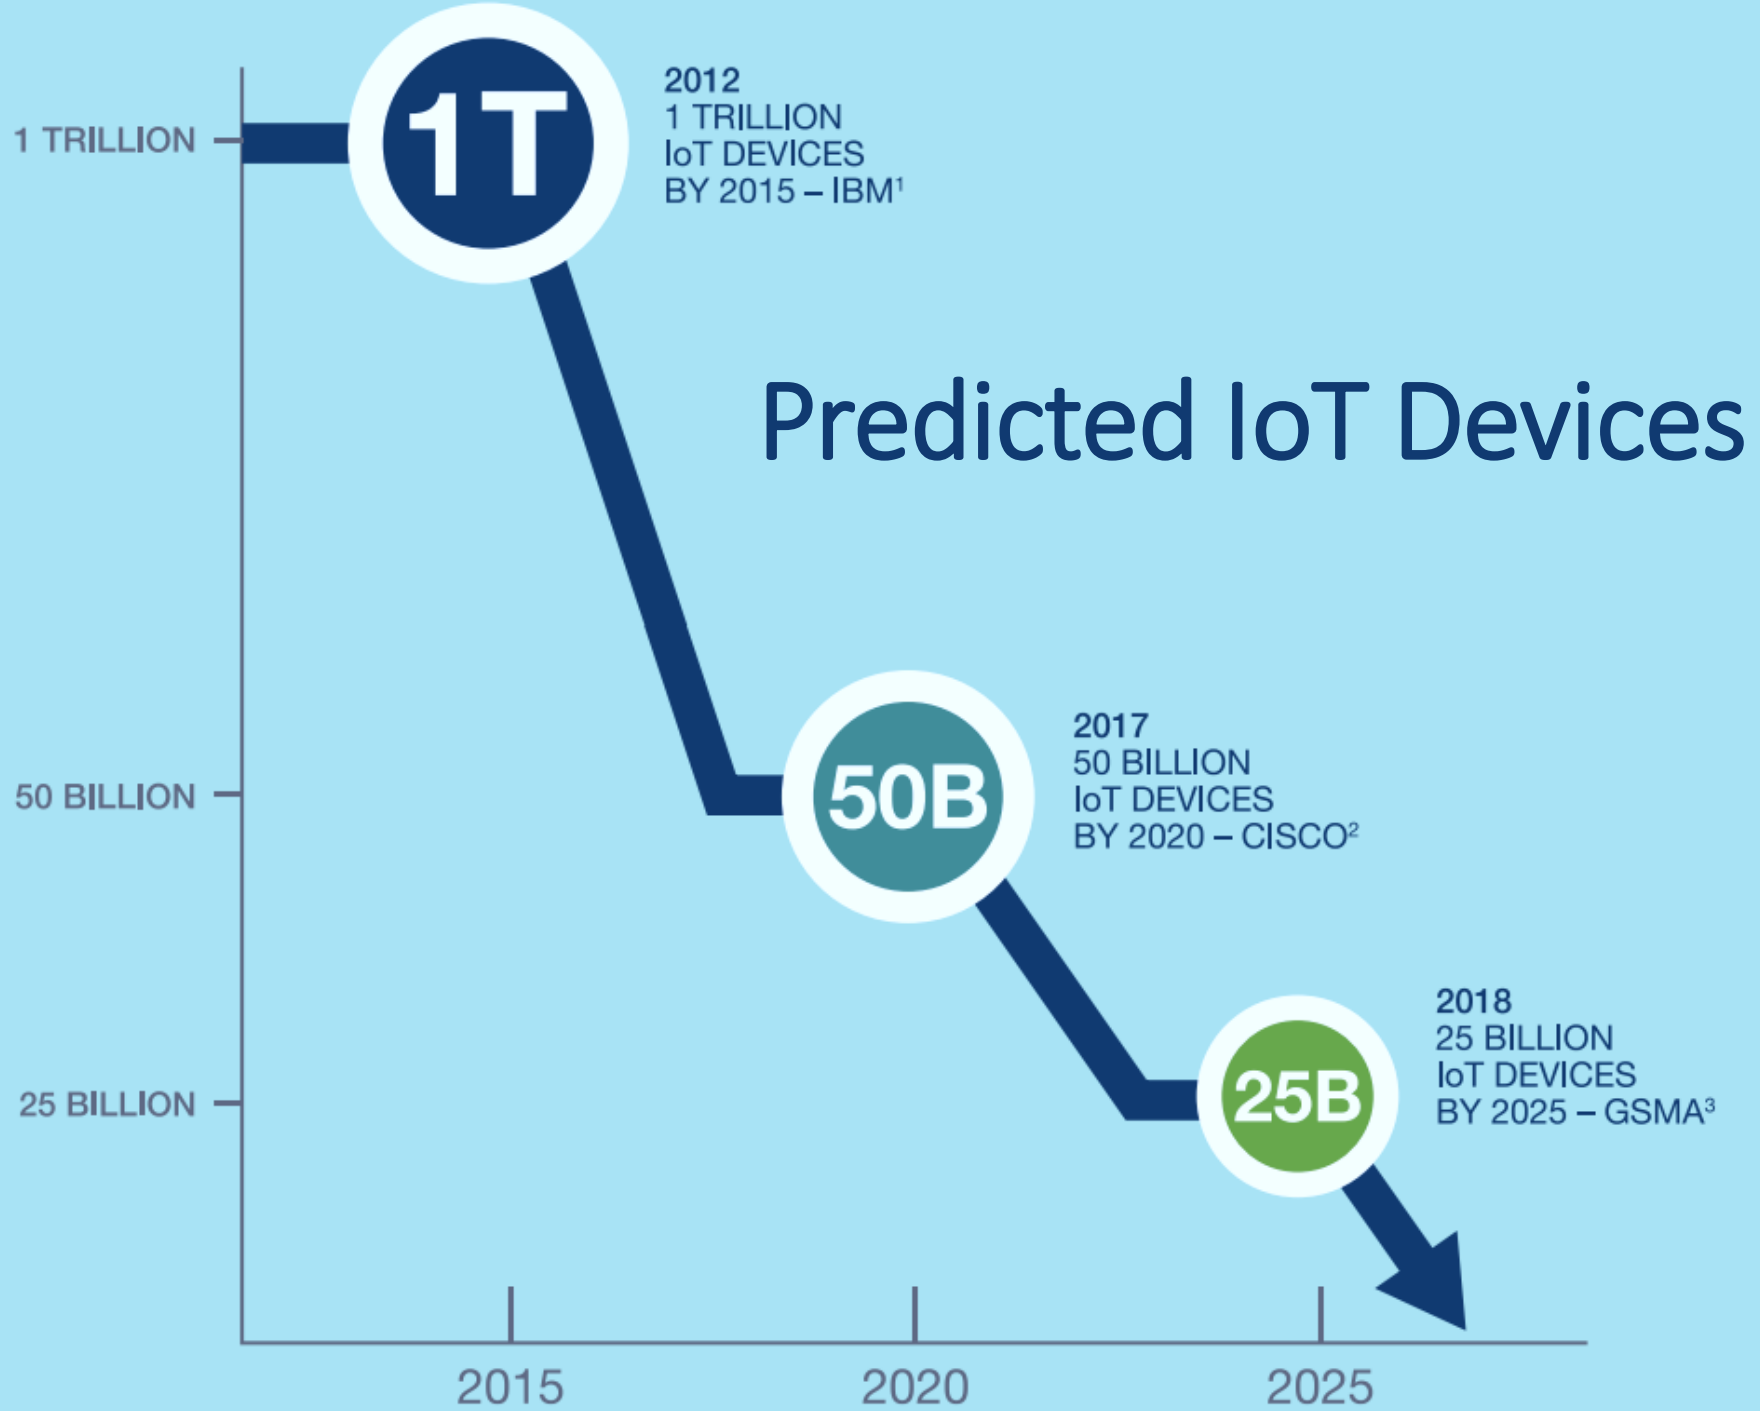 1T
2012
1 TRILLION
IoT DEVICES
BY 2015 – IBM¹
1 TRILLION
Predicted IoT Devices
50B
2017
50 BILLION
IoT DEVICES
BY 2020 – CISCO²
50 BILLION
25B
2018
25 BILLION
IoT DEVICES
BY 2025 – GSMA³
25 BILLION
2015
2020
2025